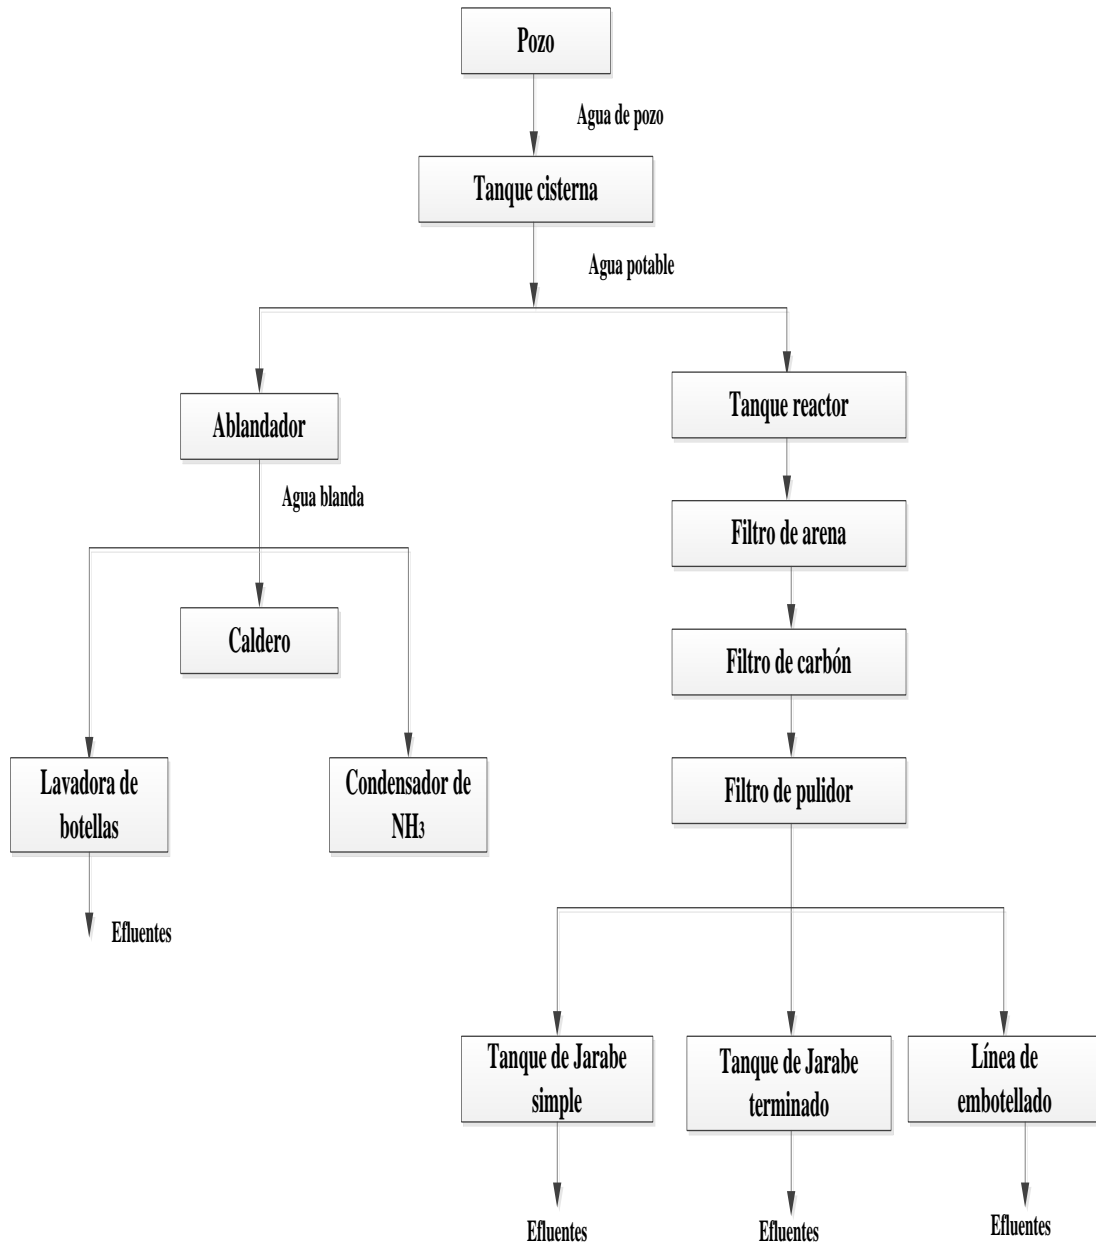 Pozo
Agua de pozo
Tanque cisterna
Agua potable
Ablandador
Agua blanda
Caldero
Lavadora de
botellas
Condensador de
NH3
Efluentes
Tanque reactor
Filtro de arena
Filtro de carbón
Filtro de pulidor
Tanque de Jarabe
simple
Tanque de Jarabe
terminado
Línea de
embotellado
Efluentes
Efluentes
Efluentes